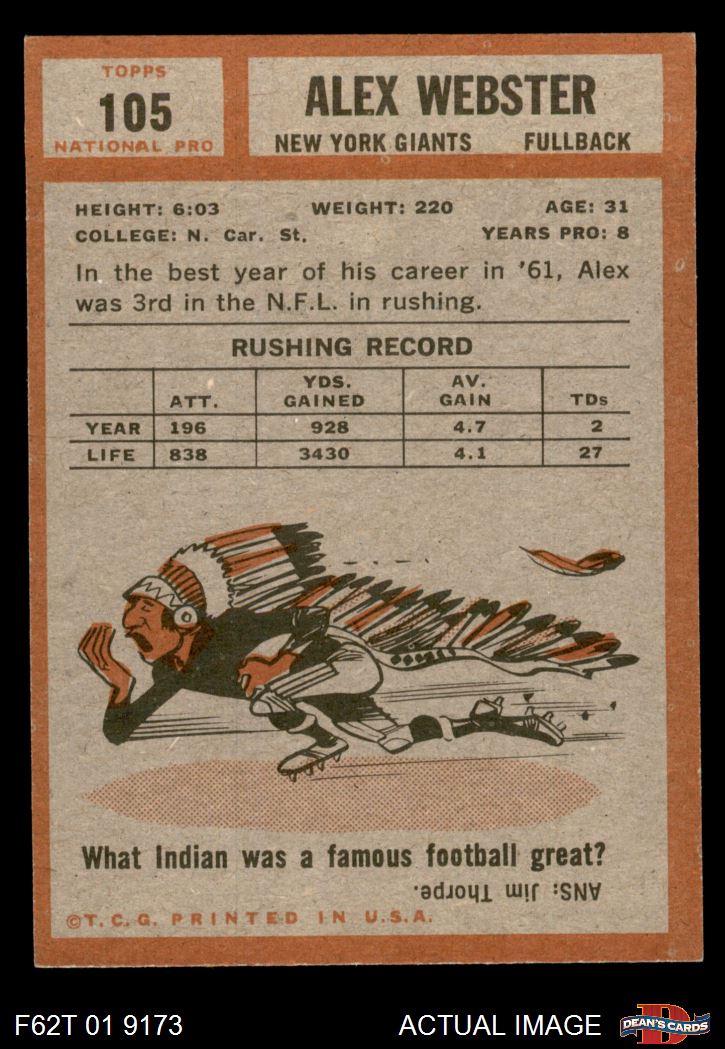 TOPPS
105
NATIONAL PRO
ALEX WEBSTER
NEW YORK GIANTS FULLBACK
HEIGHT: 6:03 WEIGHT: 220 AGE: 31
COLLEGE: N. Car. St. YEARS PRO: 8
In the best year of his career in '61, Alex
was 3rd in the N.F.L. in rushing.
RUSHING RECORD
ATT. YDS. GAINED AV. GAIN TDs
YEAR 196 928 4.7 2
LIFE 838 3430 4.1 27
What Indian was a famous football great?
ANS: Jim Thorpe.
©T.C.G. PRINTED IN U.S.A.
F62T 01 9173 ACTUAL IMAGE
D
DEAN'S CARDS